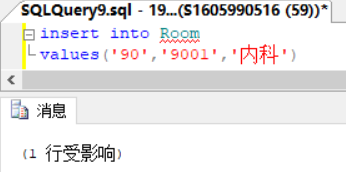 SQLQuery9.sql - 19...(S1605990516 (59))*
insert into Room
values('90','9001','内科')
消息
(1 行受影响)